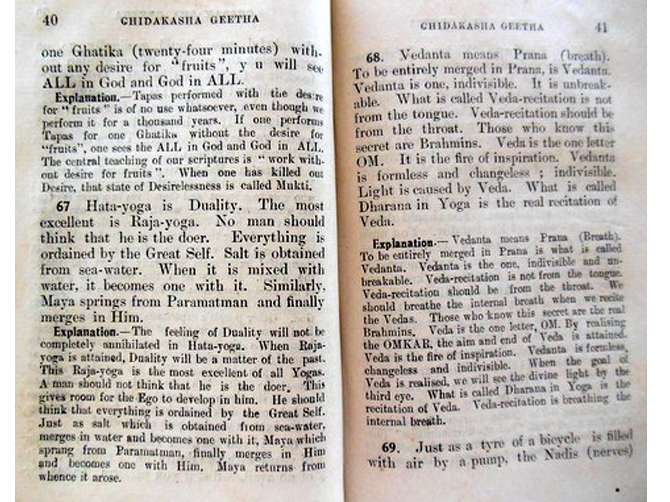 40
CHIDAKASHA GEETHA
one Ghatika (twenty-four minutes) with-
out any desire for "fruits", y u will see
ALL in God and God in ALL.
Explanation.—Tapas performed with the desire
for "fruits" is of no use whatsoever, even though we
perform it for a thousand years. If one performs
Tapas for one Ghatika without the desire for
"fruits", one sees the ALL in God and God in ALL.
The central teaching of our scriptures is "work with-
out desire for fruits". When one has killed out
Desire, that state of Desirelessness is called Mukti.
67 Hata-yoga is Duality. The most
excellent is Raja-yoga. No man should
think that he is the doer. Everything is
ordained by the Great Self. Salt is obtained
from sea-water. When it is mixed with
water, it becomes one with it. Similarly,
Maya springs from Paramatman and finally
merges in Him.
Explanation.—The feeling of Duality will not be
completely annihilated in Hata-yoga. When Raja-
yoga is attained, Duality will be a matter of the past.
This Raja-yoga is the most excellent of all Yogas.
A man should not think that he is the doer. This
gives room for the Ego to develop in him. He should
think that everything is ordained by the Great Self.
Just as salt which is obtained from sea-water,
merges in water and becomes one with it, Maya which
sprang from Paramatman, finally merges in Him
and becomes one with Him. Maya returns from
whence it arose.
CHIDAKASHA GEETHA
41
68. Vedanta means Prana (breath).
To be entirely merged in Prana, is Vedanta.
Vedanta is one, indivisible. It is unbreak-
able. What is called Veda-recitation is not
from the tongue. Veda-recitation should be
from the throat. Those who know this
secret are Brahmins. Veda is the one letter
OM. It is the fire of inspiration. Vedanta
is formless and changeless ; indivisible.
Light is caused by Veda. What is called
Dharana in Yoga is the real recitation of
Veda.
Explanation.—Vedanta means Prana (Breath).
To be entirely merged in Prana is what is called
Vedanta. Vedanta is the one, indivisible and un-
breakable. Veda-recitation is not from the tongue.
Veda-recitation should be from the throat. We
should breathe the internal breath when we recite
the Vedas. Those who know this secret are the real
Brahmins. Veda is the one letter, OM. By realising
the OMKAR, the aim and end of Veda is attained.
Veda is the fire of inspiration. Vedanta is formless,
changeless and indivisible. When the goal of
Veda is realised, we will see the divine light by the
third eye. What is called Dharana in Yoga is the
recitation of Veda. Veda-recitation is breathing the
internal breath.
69. Just as a tyre of a bicycle is filled
with air by a pump, the Nadis (nerves)